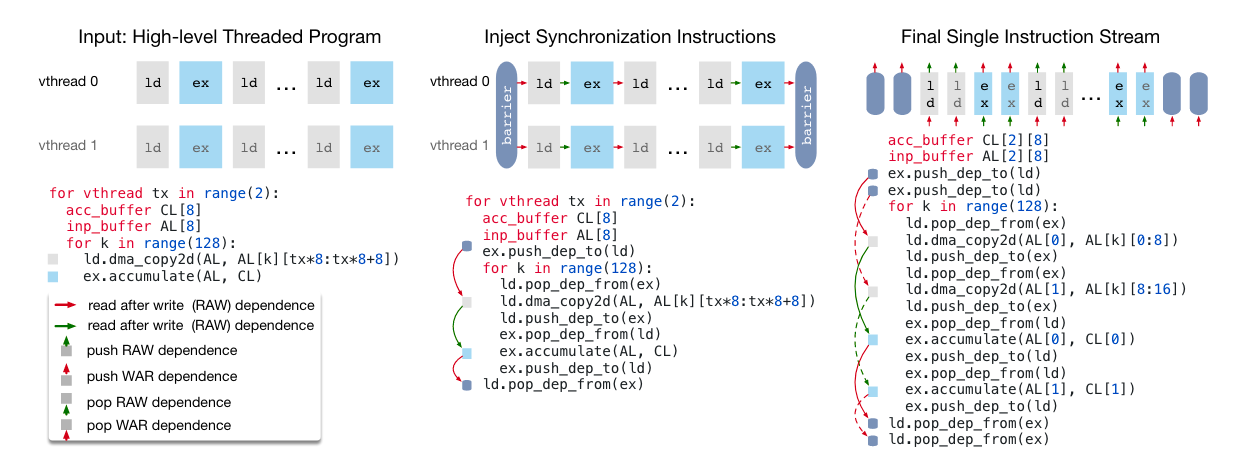 Input: High-level Threaded Program
vthread 0
ld ex ld ... ld ex
vthread 1
ld ex ld ... ld ex
for vthread tx in range(2):
acc_buffer CL[8]
inp_buffer AL[8]
for k in range(128):
ld.dma_copy2d(AL, AL[k][tx*8:tx*8+8])
ex.accumulate(AL, CL)
read after write (RAW) dependence
read after write (RAW) dependence
push RAW dependence
push WAR dependence
pop RAW dependence
pop WAR dependence
Inject Synchronization Instructions
vthread 0
barrier
ld ex ld ... ld ex
barrier
vthread 1
ld ex ld ... ld ex
for vthread tx in range(2):
acc_buffer CL[8]
inp_buffer AL[8]
ex.push_dep_to(ld)
for k in range(128):
ld.pop_dep_from(ex)
ld.dma_copy2d(AL, AL[k][tx*8:tx*8+8])
ld.push_dep_to(ex)
ex.pop_dep_from(ld)
ex.accumulate(AL, CL)
ex.push_dep_to(ld)
ld.pop_dep_from(ex)
Final Single Instruction Stream
ld ld ex ex ld ld ... ex ex
acc_buffer CL[2][8]
inp_buffer AL[2][8]
ex.push_dep_to(ld)
ex.push_dep_to(ld)
for k in range(128):
ld.pop_dep_from(ex)
ld.dma_copy2d(AL[0], AL[k][0:8])
ld.push_dep_to(ex)
ld.pop_dep_from(ex)
ld.dma_copy2d(AL[1], AL[k][8:16])
ld.push_dep_to(ex)
ex.pop_dep_from(ld)
ex.accumulate(AL[0], CL[0])
ex.push_dep_to(ld)
ex.pop_dep_from(ld)
ex.accumulate(AL[1], CL[1])
ex.push_dep_to(ld)
ld.pop_dep_from(ex)
ld.pop_dep_from(ex)